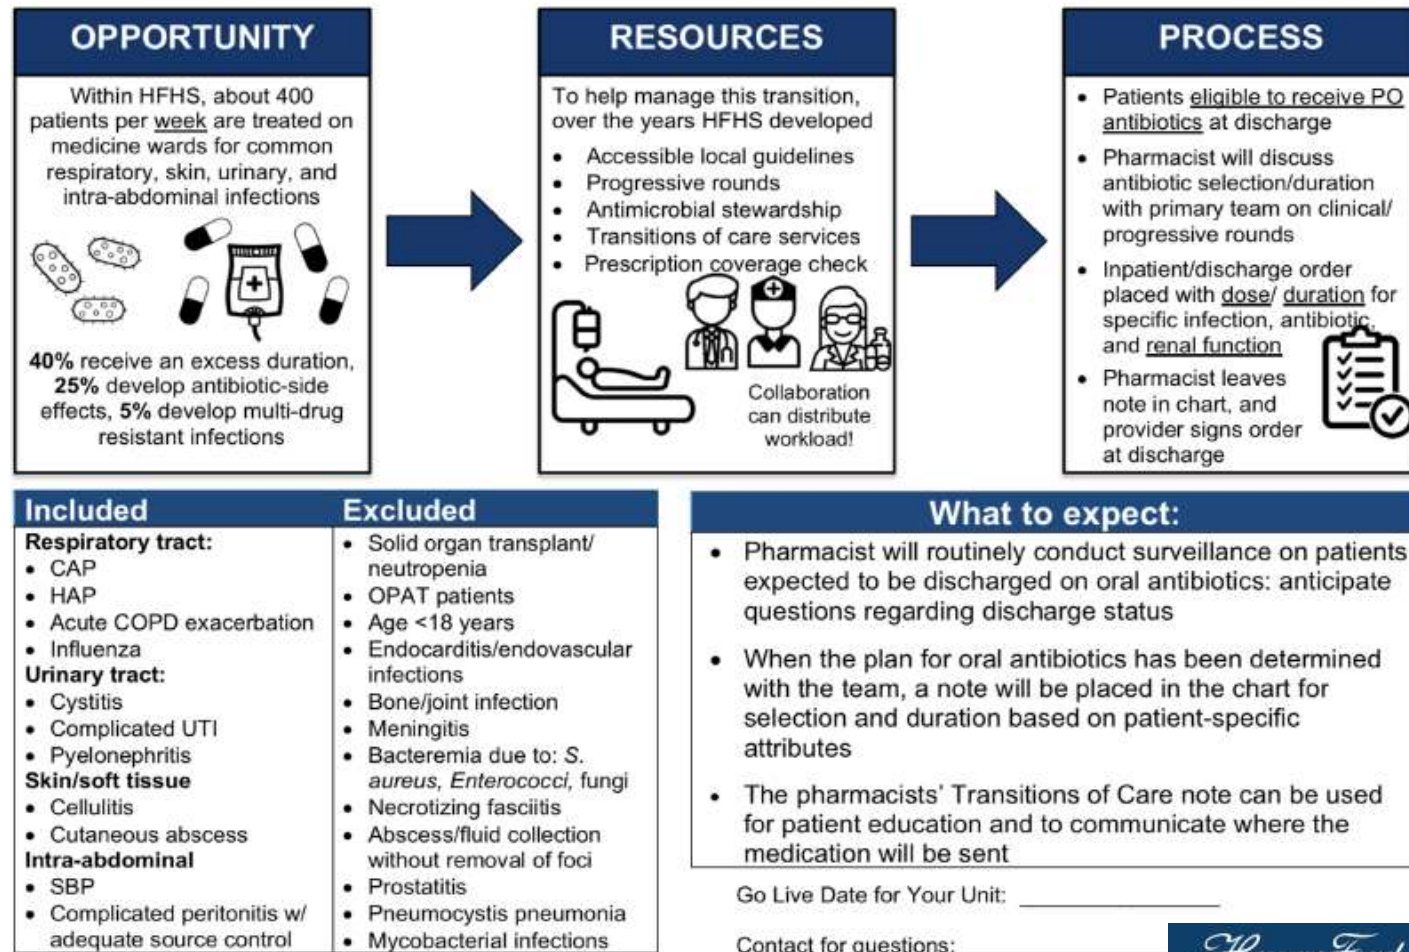 OPPORTUNITY
Within HFHS, about 400
patients per week are treated on
medicine wards for common
respiratory, skin, urinary, and
intra-abdominal infections
40% receive an excess duration,
25% develop antibiotic-side
effects, 5% develop multi-drug
resistant infections
RESOURCES
To help manage this transition,
over the years HFHS developed
• Accessible local guidelines
• Progressive rounds
• Antimicrobial stewardship
• Transitions of care services
• Prescription coverage check
Collaboration
can distribute
workload!
PROCESS
• Patients eligible to receive PO
antibiotics at discharge
• Pharmacist will discuss
antibiotic selection/duration
with primary team on clinical/
progressive rounds
• Inpatient/discharge order
placed with dose/ duration for
specific infection, antibiotic,
and renal function
• Pharmacist leaves
note in chart, and
provider signs order
at discharge
Included
Respiratory tract:
• CAP
• HAP
• Acute COPD exacerbation
• Influenza
Urinary tract:
• Cystitis
• Complicated UTI
• Pyelonephritis
Skin/soft tissue
• Cellulitis
• Cutaneous abscess
Intra-abdominal
• SBP
• Complicated peritonitis w/
adequate source control
Excluded
• Solid organ transplant/
neutropenia
• OPAT patients
• Age <18 years
• Endocarditis/endovascular
infections
• Bone/joint infection
• Meningitis
• Bacteremia due to: S.
aureus, Enterococci, fungi
• Necrotizing fasciitis
• Abscess/fluid collection
without removal of foci
• Prostatitis
• Pneumocystis pneumonia
• Mycobacterial infections
What to expect:
• Pharmacist will routinely conduct surveillance on patients
expected to be discharged on oral antibiotics: anticipate
questions regarding discharge status
• When the plan for oral antibiotics has been determined
with the team, a note will be placed in the chart for
selection and duration based on patient-specific
attributes
• The pharmacists' Transitions of Care note can be used
for patient education and to communicate where the
medication will be sent
Go Live Date for Your Unit:
Contact for questions: